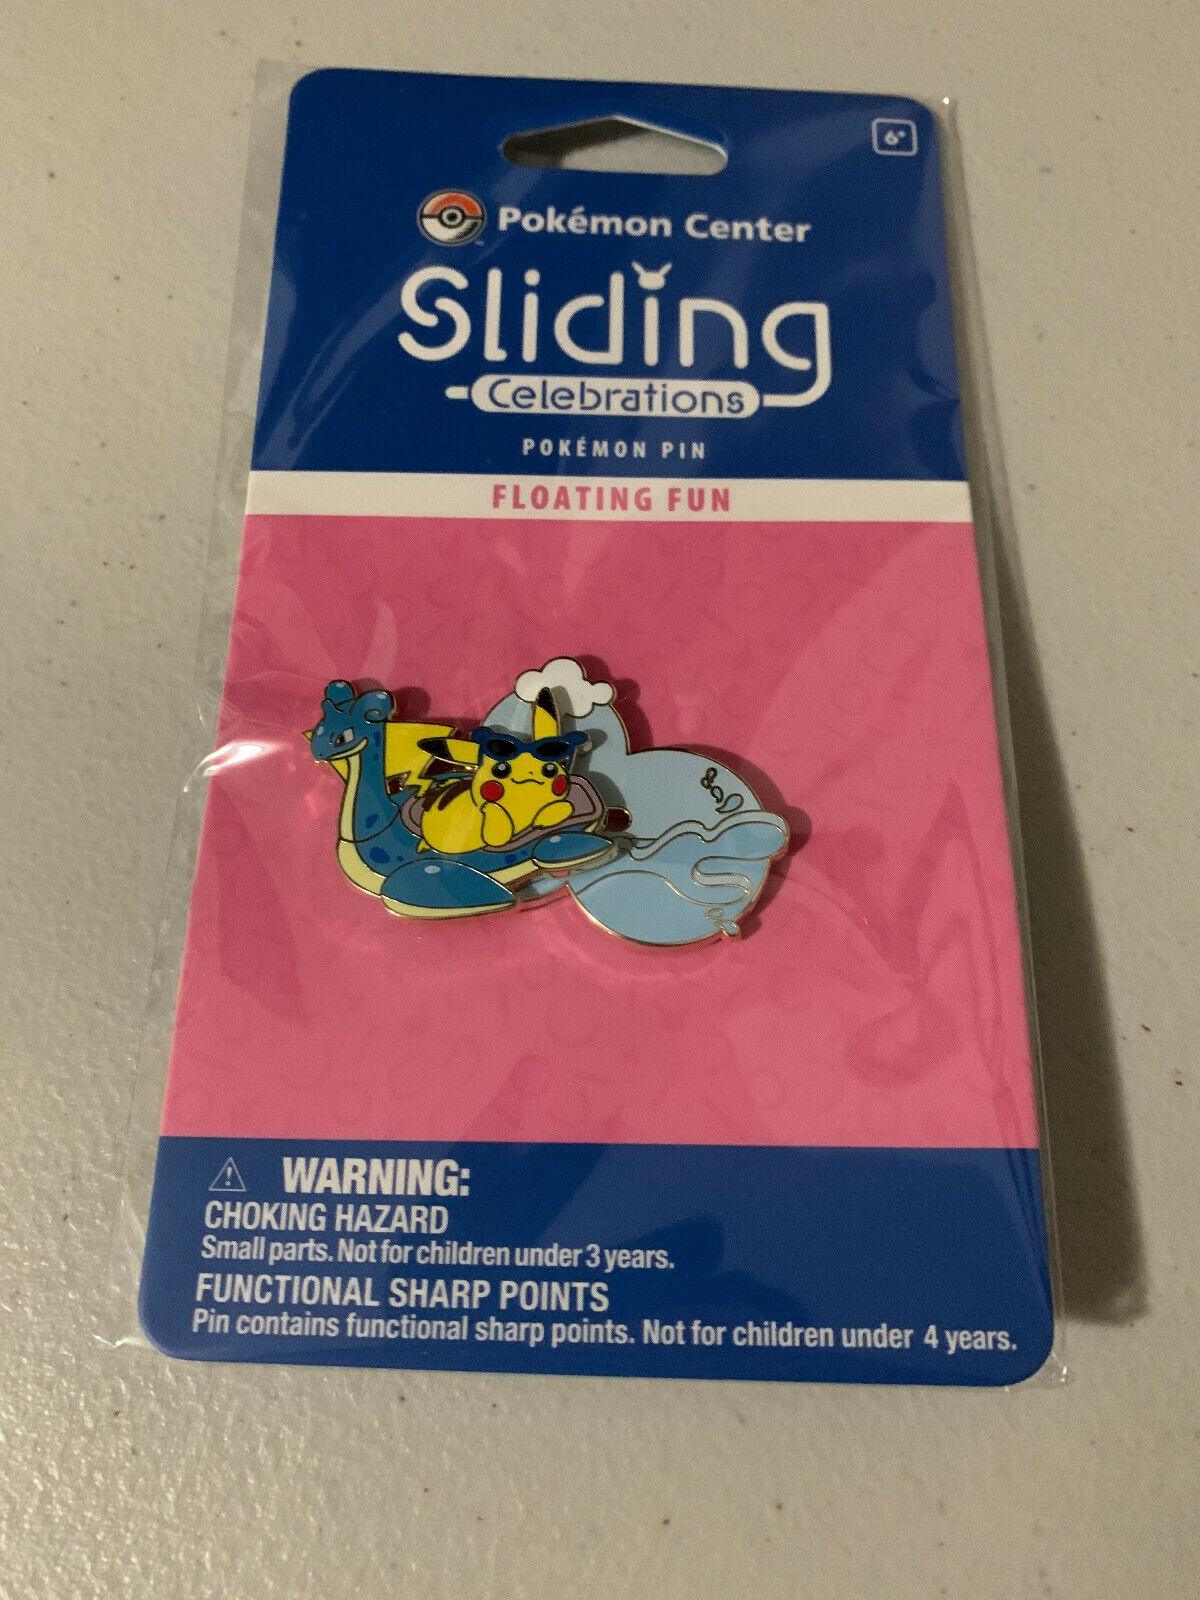 6+
Pokémon Center
Sliding
Celebrations
POKÉMON PIN
FLOATING FUN
WARNING:
CHOKING HAZARD
Small parts. Not for children under 3 years.
FUNCTIONAL SHARP POINTS
Pin contains functional sharp points. Not for children under 4 years.